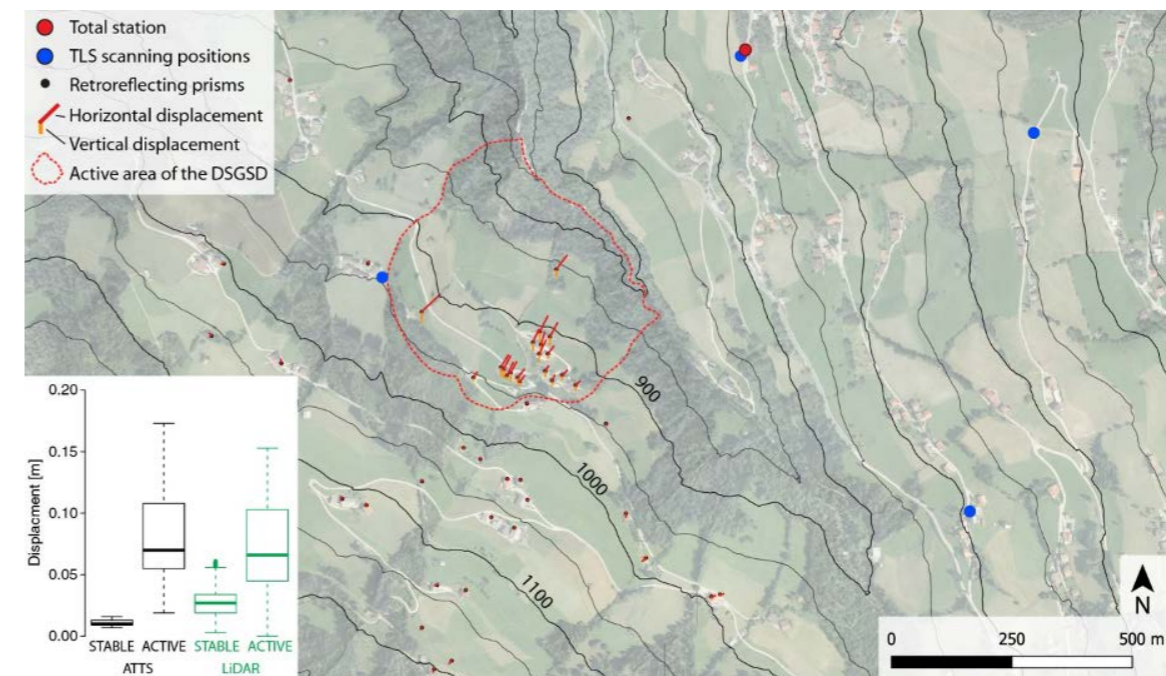 Total station
TLS scanning positions
Retroreflecting prisms
Horizontal displacement
Vertical displacement
Active area of the DSGSD
900
1000
1100
0.20
0.15
0.10
0.05
0.00
Displacment [m]
STABLE ACTIVE STABLE ACTIVE
ATTS LiDAR
N
0 250 500 m